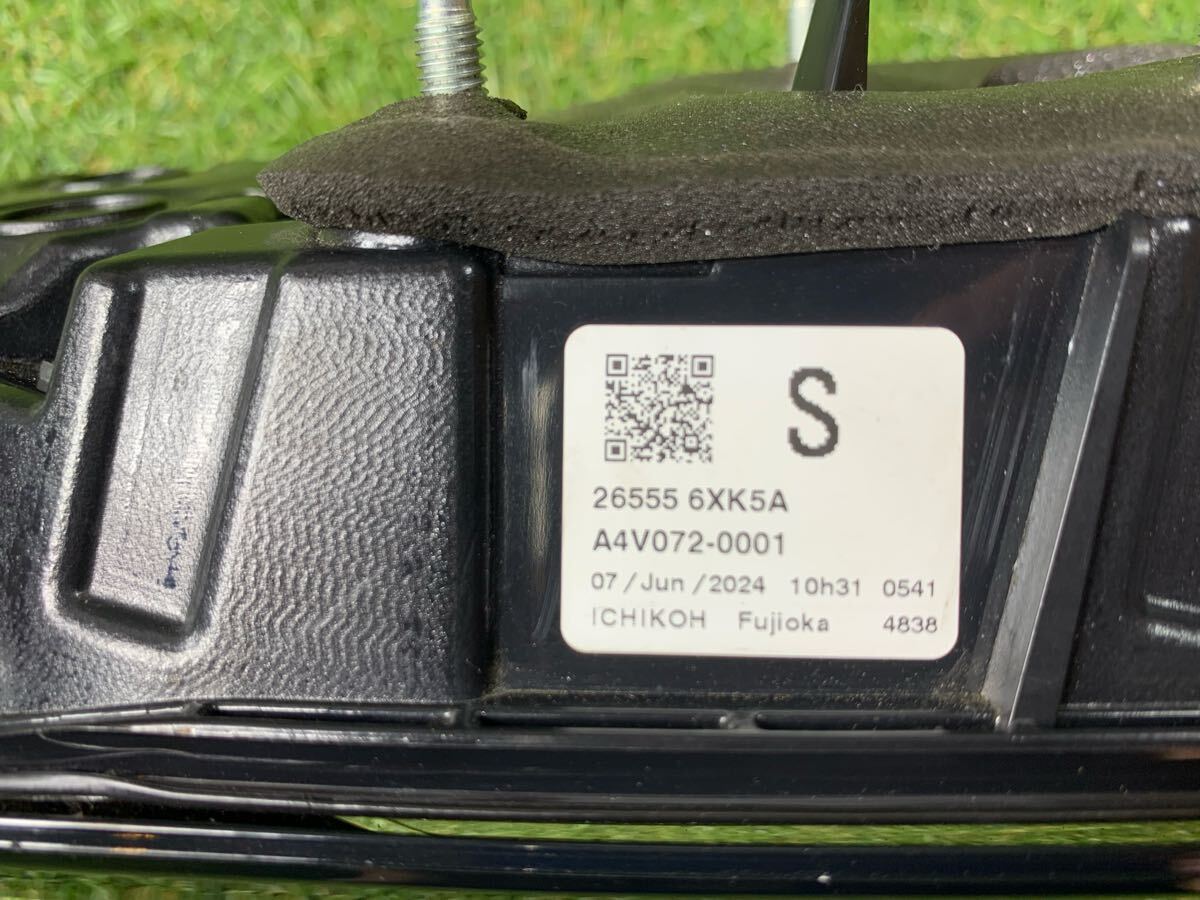 S
26555 6XK5A
A4V072-0001
07/Jun/2024 10h31 0541
ICHIKOH Fujioka 4838